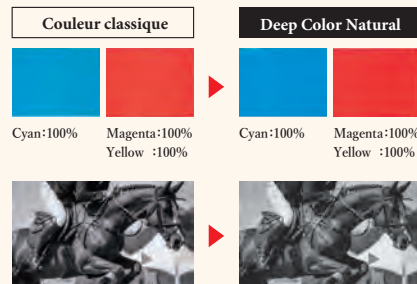 Couleur classique
Deep Color Natural
Cyan:100%
Magenta:100%
Yellow :100%
Cyan:100%
Magenta:100%
Yellow :100%